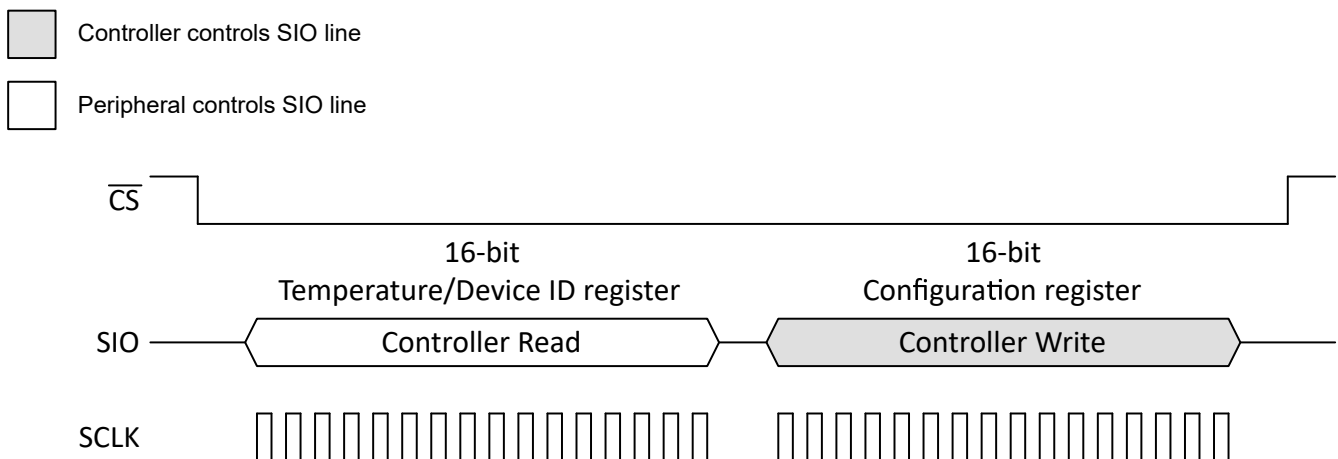 Controller controls SIO line
Peripheral controls SIO line
CS
16-bit
Temperature/Device ID register
16-bit
Configuration register
SIO
Controller Read
Controller Write
SCLK